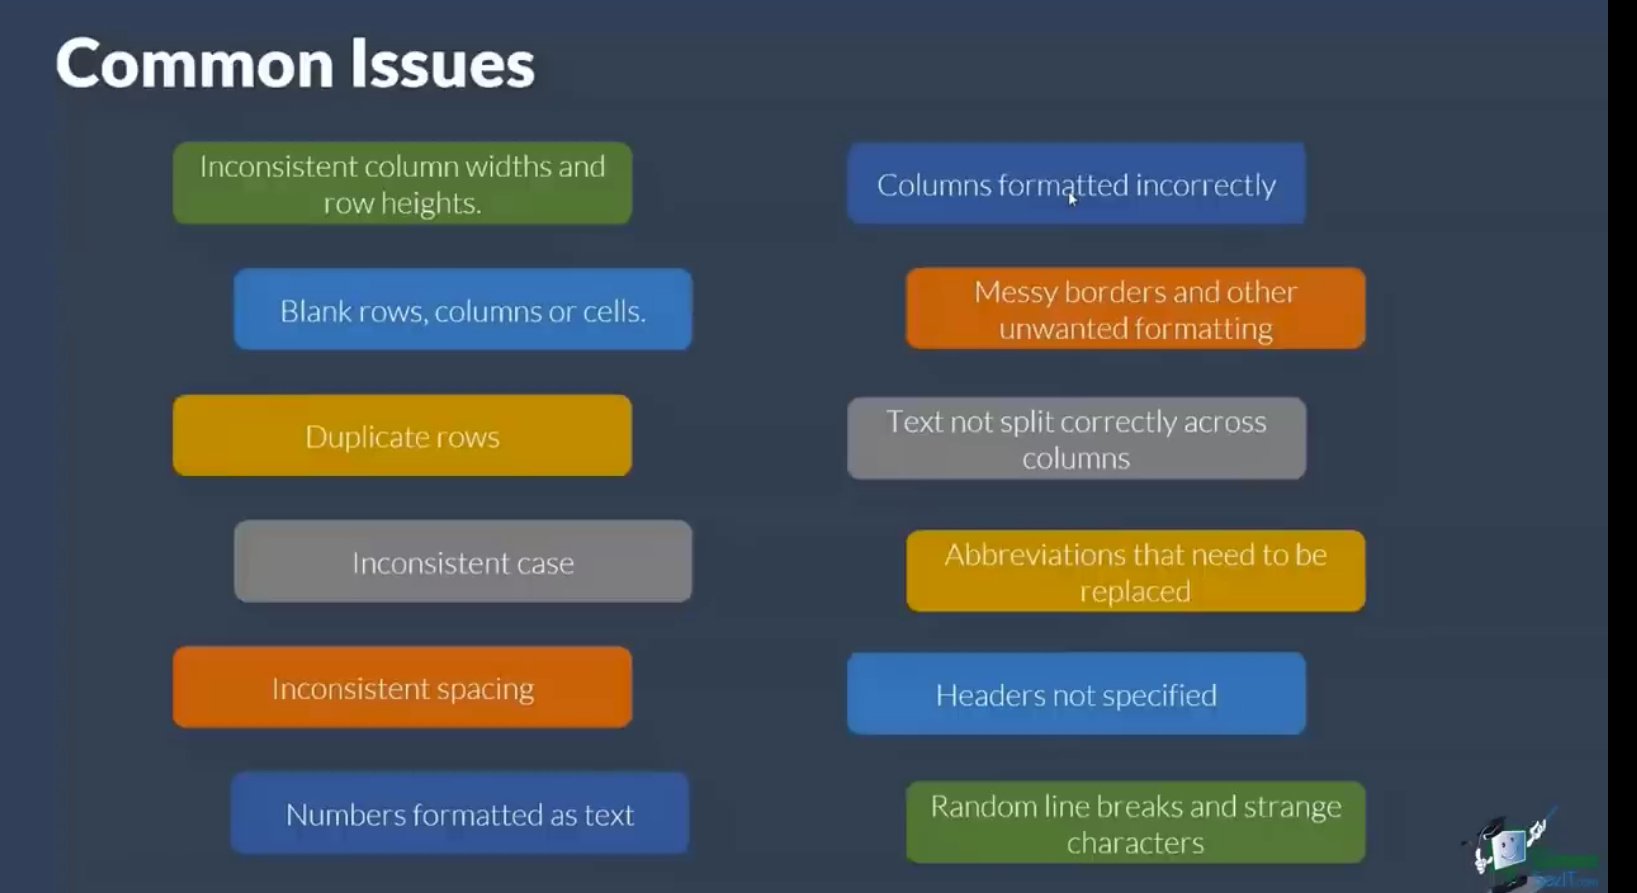 Common Issues
Inconsistent column widths and
row heights.
Blank rows, columns or cells.
Duplicate rows
Inconsistent case
Inconsistent spacing
Numbers formatted as text
Columns formatted incorrectly
Messy borders and other
unwanted formatting
Text not split correctly across
columns
Abbreviations that need to be
replaced
Headers not specified
Random line breaks and strange
characters